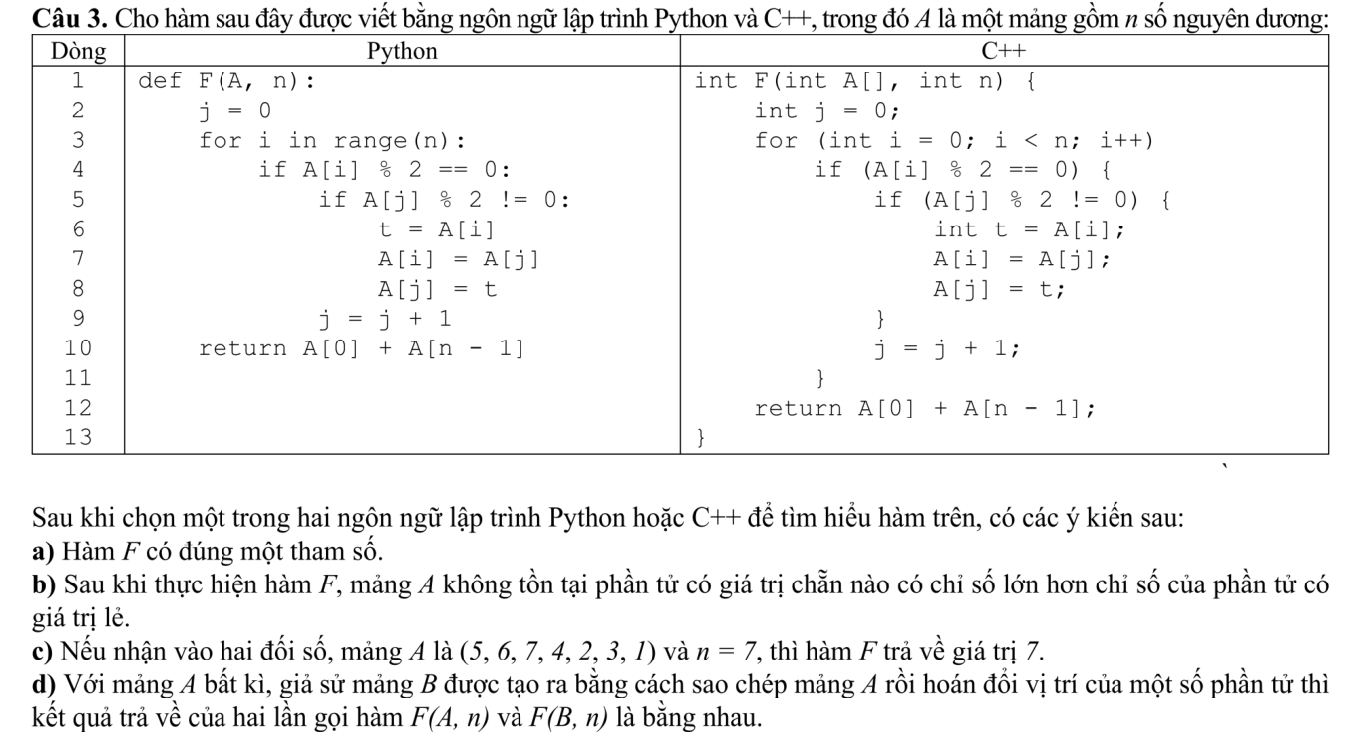 Câu 3. Cho hàm sau đây được viết bằng ngôn ngữ lập trình Python và C++, trong đó A là một mảng gồm n số nguyên dương:
Dòng Python C++
1 def F(A, n): int F(int A[], int n) {
2 j = 0 int j = 0;
3 for i in range(n): for (int i = 0; i < n; i++)
4 if A[i] % 2 == 0: if (A[i] % 2 == 0) {
5 if A[j] % 2 != 0: if (A[j] % 2 != 0) {
6 t = A[i] int t = A[i];
7 A[i] = A[j] A[i] = A[j];
8 A[j] = t A[j] = t;
9 j = j + 1 }
10 return A[0] + A[n - 1] j = j + 1;
11 }
12 return A[0] + A[n - 1];
13 }
Sau khi chọn một trong hai ngôn ngữ lập trình Python hoặc C++ để tìm hiểu hàm trên, có các ý kiến sau:
a) Hàm F có đúng một tham số.
b) Sau khi thực hiện hàm F, mảng A không tồn tại phần tử có giá trị chẵn nào có chỉ số lớn hơn chỉ số của phần tử có
giá trị lẻ.
c) Nếu nhận vào hai đối số, mảng A là (5, 6, 7, 4, 2, 3, 1) và n = 7, thì hàm F trả về giá trị 7.
d) Với mảng A bất kì, giả sử mảng B được tạo ra bằng cách sao chép mảng A rồi hoán đổi vị trí của một số phần tử thì
kết quả trả về của hai lần gọi hàm F(A, n) và F(B, n) là bằng nhau.